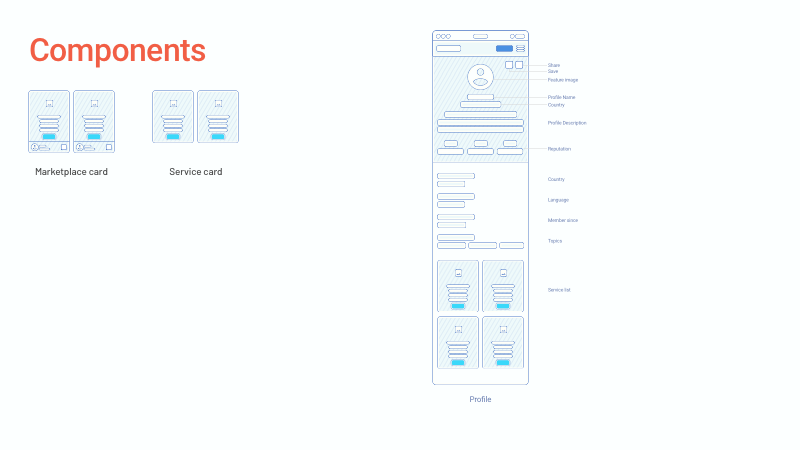 Components
Marketplace card
Service card
Share
Save
Feature image
Profile Name
Country
Profile Description
Reputation
Country
Language
Member since
Topics
Service list
Profile